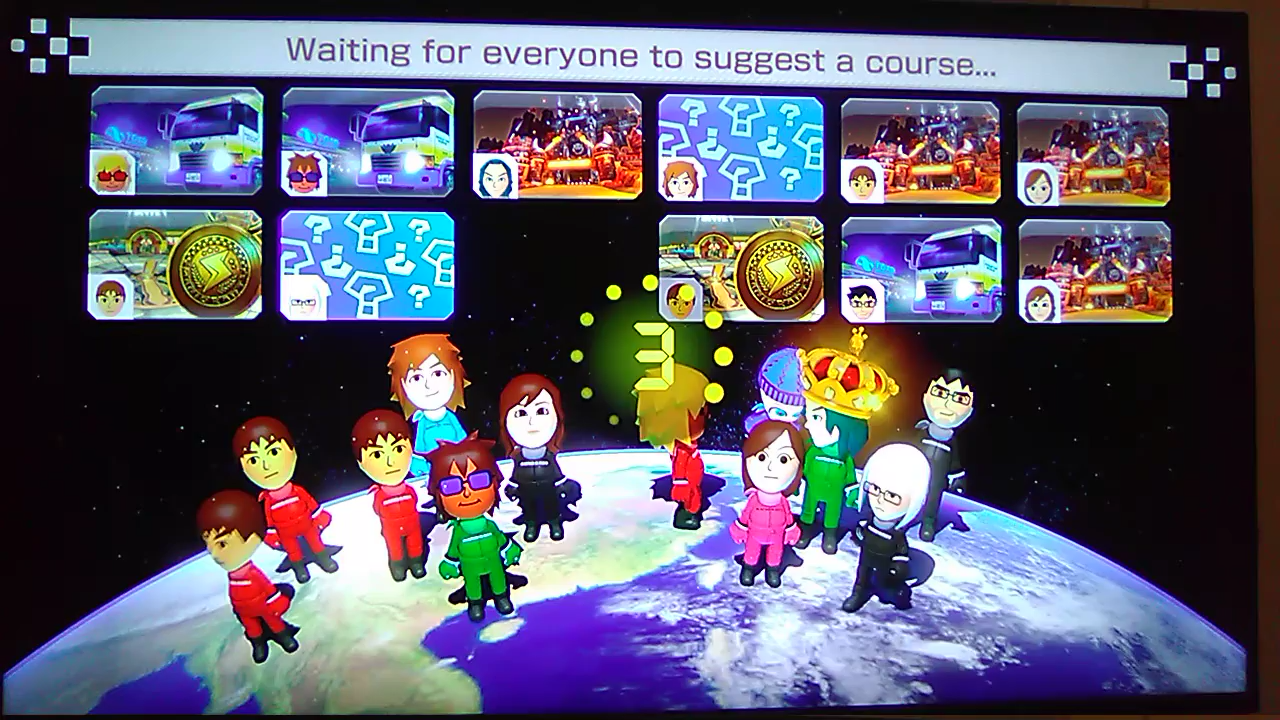 Waiting for everyone to suggest a course...
? ? ? ? ? ?
? ? ? ? ? ?
3